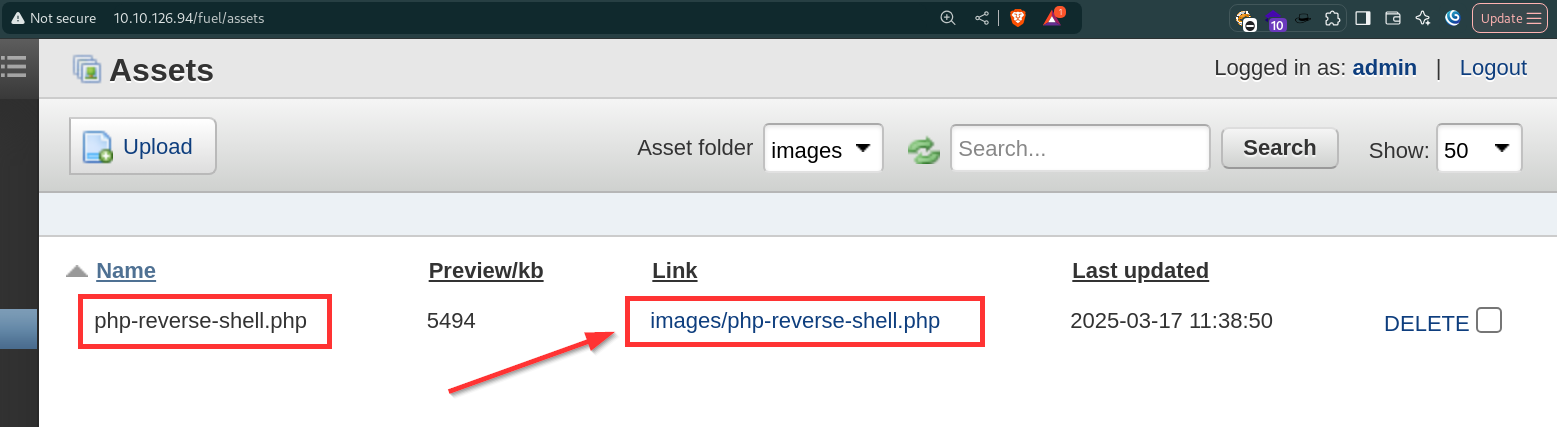 Not secure 10.10.126.94/fuel/assets 1 10 Update
Assets Logged in as: admin | Logout
Upload Asset folder images Search... Search Show: 50
Name Preview/kb Link Last updated
php-reverse-shell.php 5494 images/php-reverse-shell.php 2025-03-17 11:38:50 DELETE